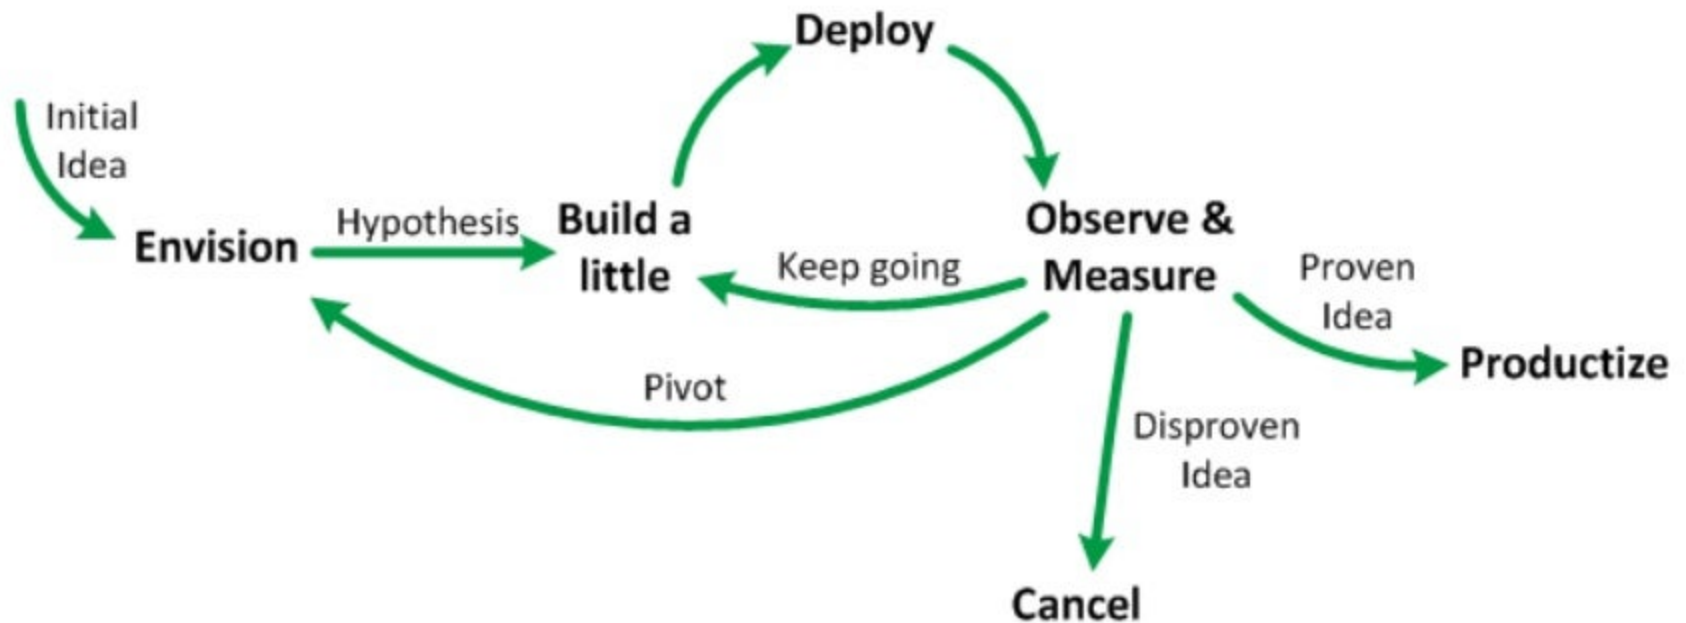 Deploy
Initial
Idea
Envision
Hypothesis
Build a
little
Observe &
Measure
Keep going
Proven
Idea
Productize
Pivot
Disproven
Idea
Cancel